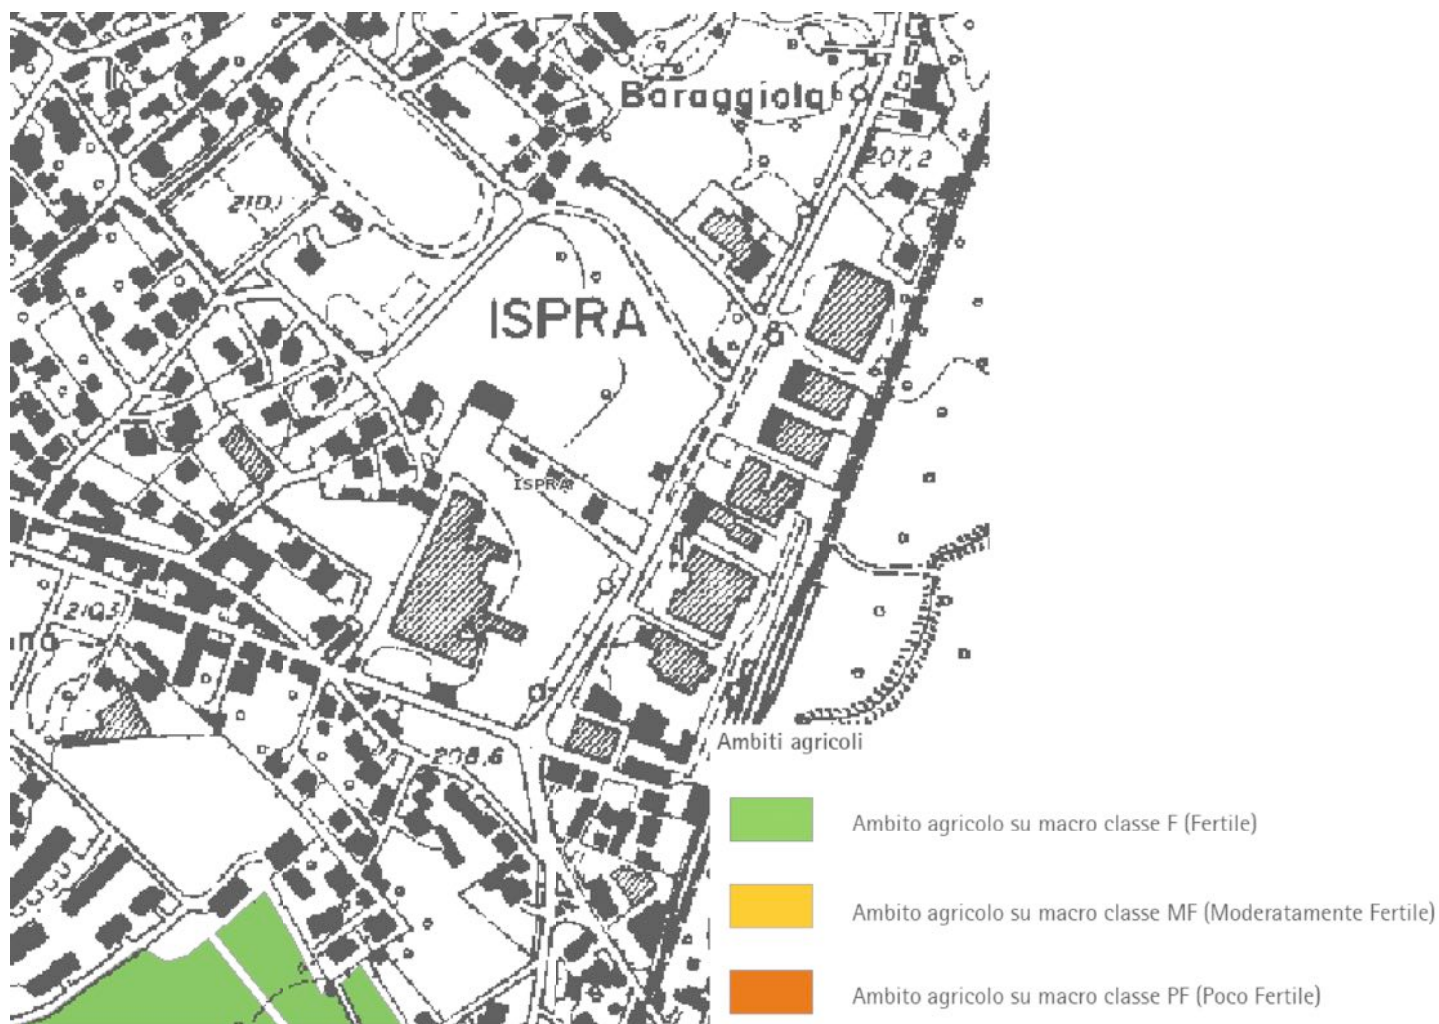 Baraggiola
207,2
210,1
ISPRA
ISPRA
210,3
208,6
Ambiti agricoli
Ambito agricolo su macro classe F (Fertile)
Ambito agricolo su macro classe MF (Moderatamente Fertile)
Ambito agricolo su macro classe PF (Poco Fertile)